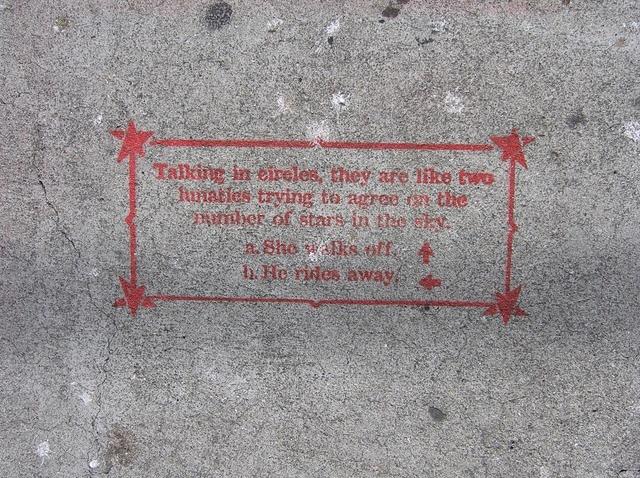 Talking in circles, they are like two
lunatics trying to agree on the
number of stars in the sky.
a. She walks off. ↑
b. He rides away. ←